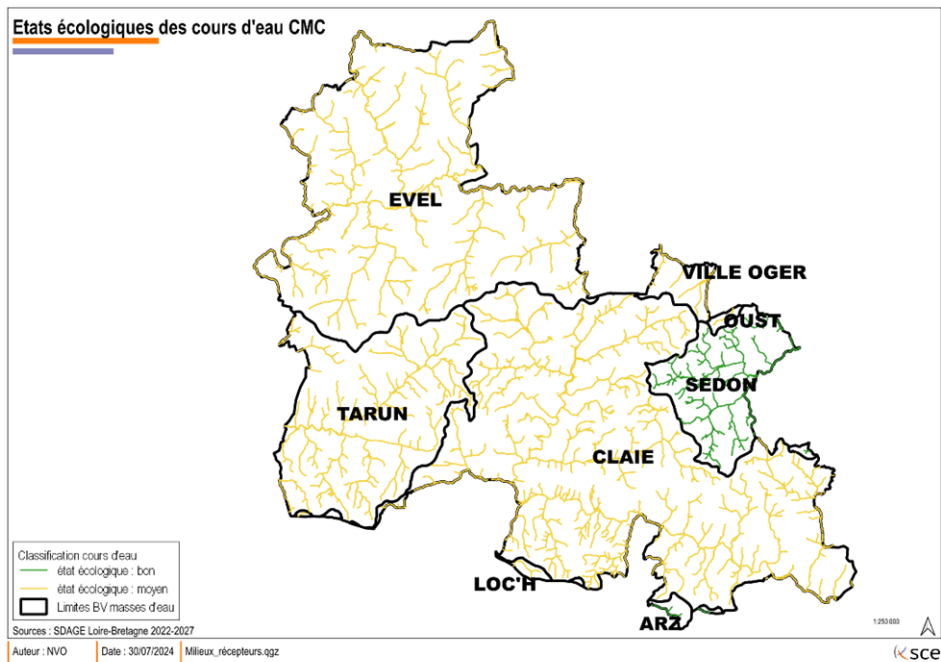 Etats écologiques des cours d'eau CMC
EVEL
VILLE OGER
OUST
SEDON
TARUN
CLAIE
LOC'H
ARZ
Classification cours d'eau
état écologique : bon
état écologique : moyen
Limites BV masses d'eau
Sources : SDAGE Loire-Bretagne 2022-2027
1:253 000
Auteur : NVO
Date : 30/07/2024
Milieux_récepteurs.qgz
sce